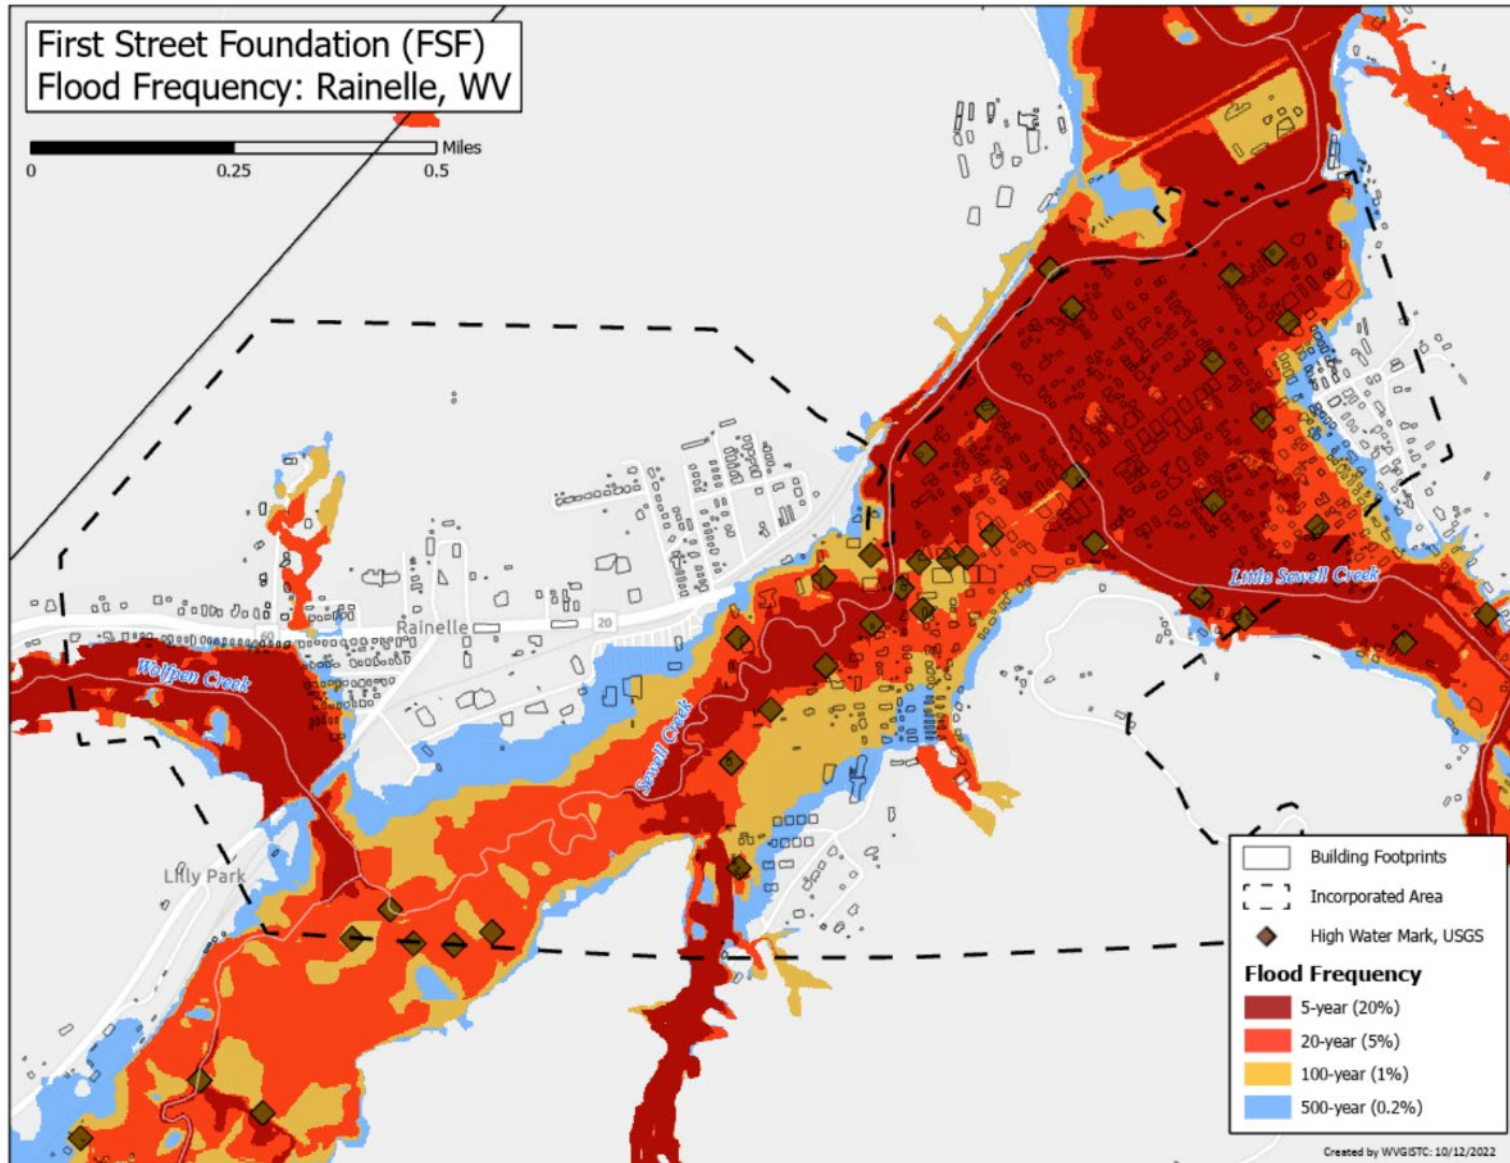 First Street Foundation (FSF)
Flood Frequency: Rainelle, WV
Miles
0 0.25 0.5
Little Sewell Creek
20
60
Rainelle
Wolfpen Creek
Sewell Creek
Lilly Park
Building Footprints
Incorporated Area
High Water Mark, USGS
Flood Frequency
5-year (20%)
20-year (5%)
100-year (1%)
500-year (0.2%)
Created by WVGISTC: 10/12/2022